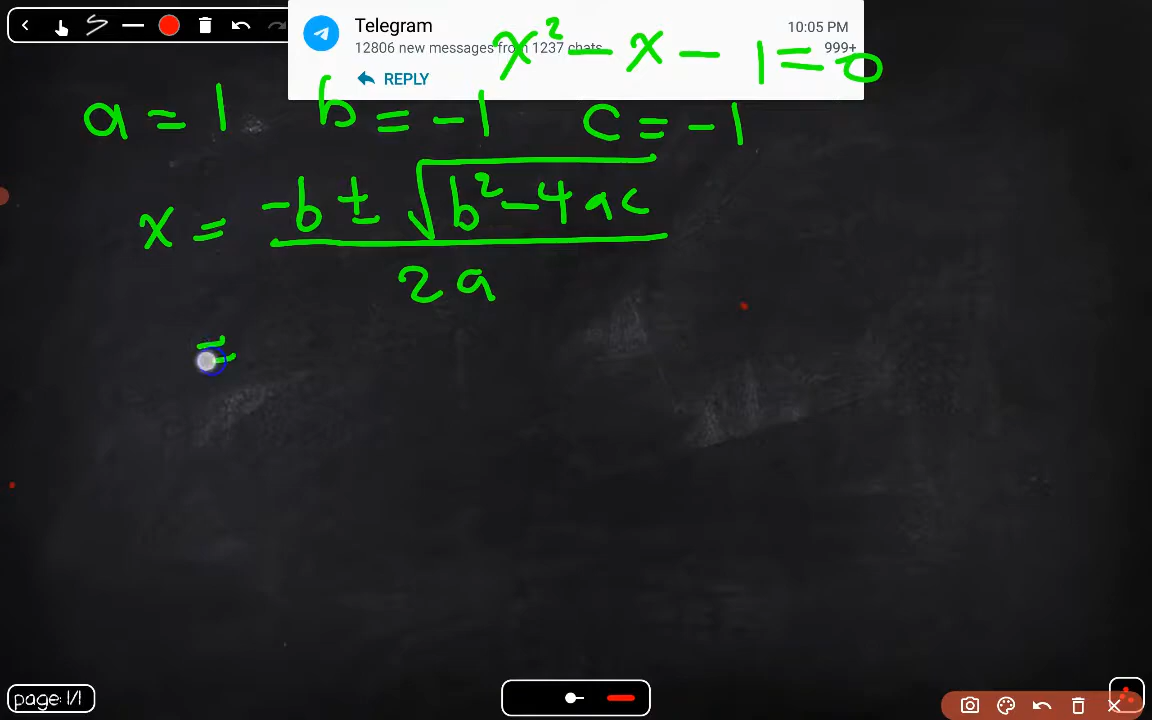 Telegram 10:05 PM
12806 new messages from 1237 chats 999+
REPLY
x² − x − 1 = 0
a = 1 b = −1 c = −1
x = (−b ± √(b² − 4ac)) / 2a
=
page: 1/1